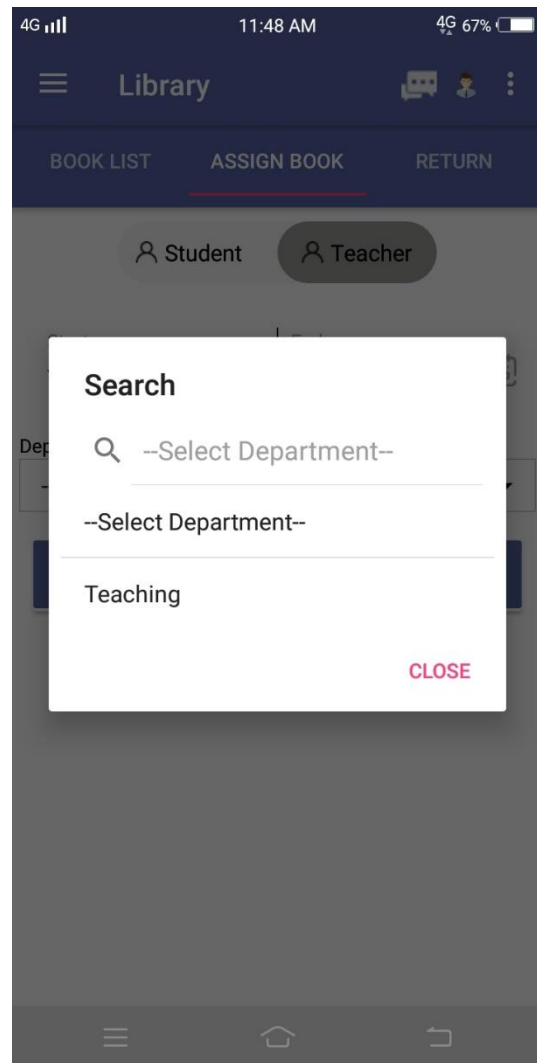 4G 11:48 AM 4G 67%
Library
BOOK LIST ASSIGN BOOK RETURN
Student Teacher
Search
--Select Department--
--Select Department--
Teaching
CLOSE